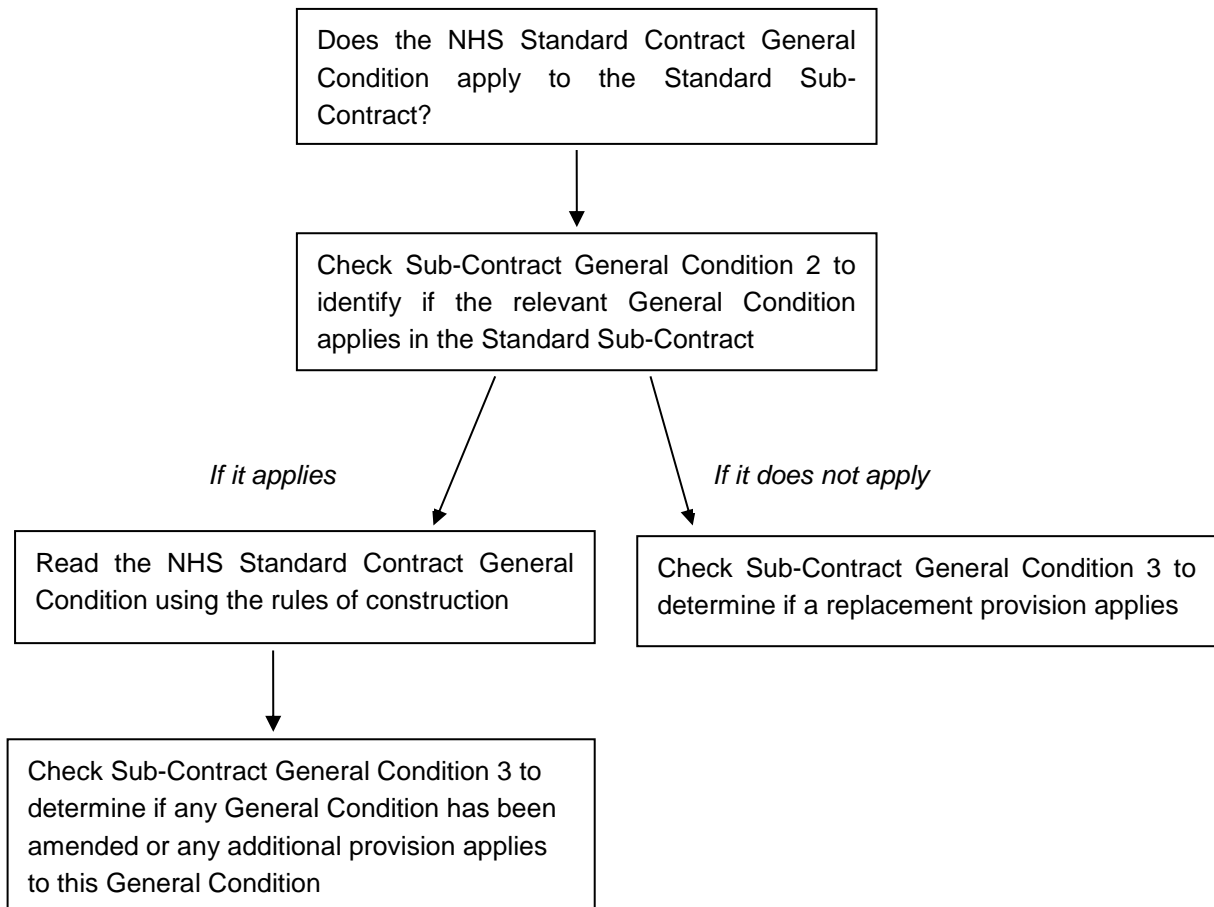 Does the NHS Standard Contract General
Condition apply to the Standard Sub-
Contract?
Check Sub-Contract General Condition 2 to
identify if the relevant General Condition
applies in the Standard Sub-Contract
If it applies
If it does not apply
Read the NHS Standard Contract General
Condition using the rules of construction
Check Sub-Contract General Condition 3 to
determine if a replacement provision applies
Check Sub-Contract General Condition 3 to
determine if any General Condition has been
amended or any additional provision applies
to this General Condition